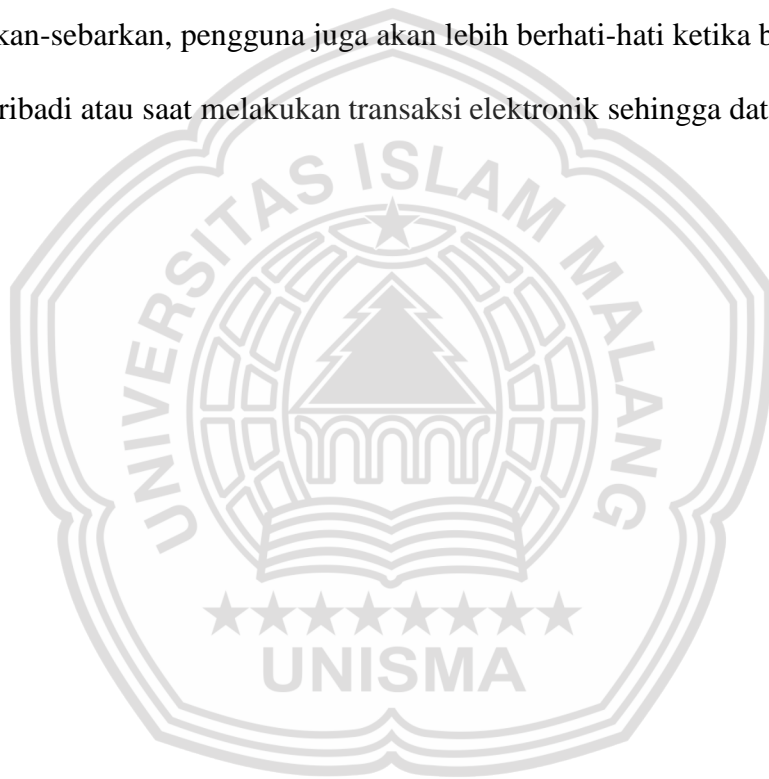 kan-sebarkan, pengguna juga akan lebih berhati-hati ketika b
ribadi atau saat melakukan transaksi elektronik sehingga dat
UNIVERSITAS ISLAM MALANG
UNISMA